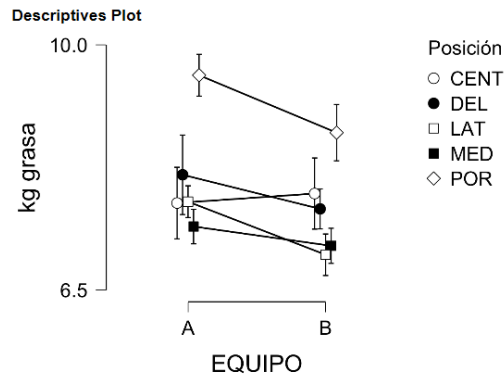 Descriptives Plot
10.0
6.5
kg grasa
A
B
EQUIPO
Posición
CENT
DEL
LAT
MED
POR